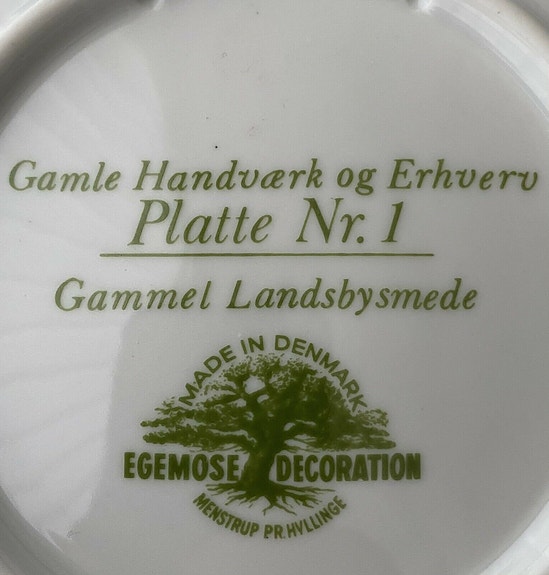 Gamle Handværk og Erhverv
Platte Nr. 1
Gammel Landsbysmede
MADE IN DENMARK
EGEMOSE DECORATION
MENSTRUP PR. HYLLINGE